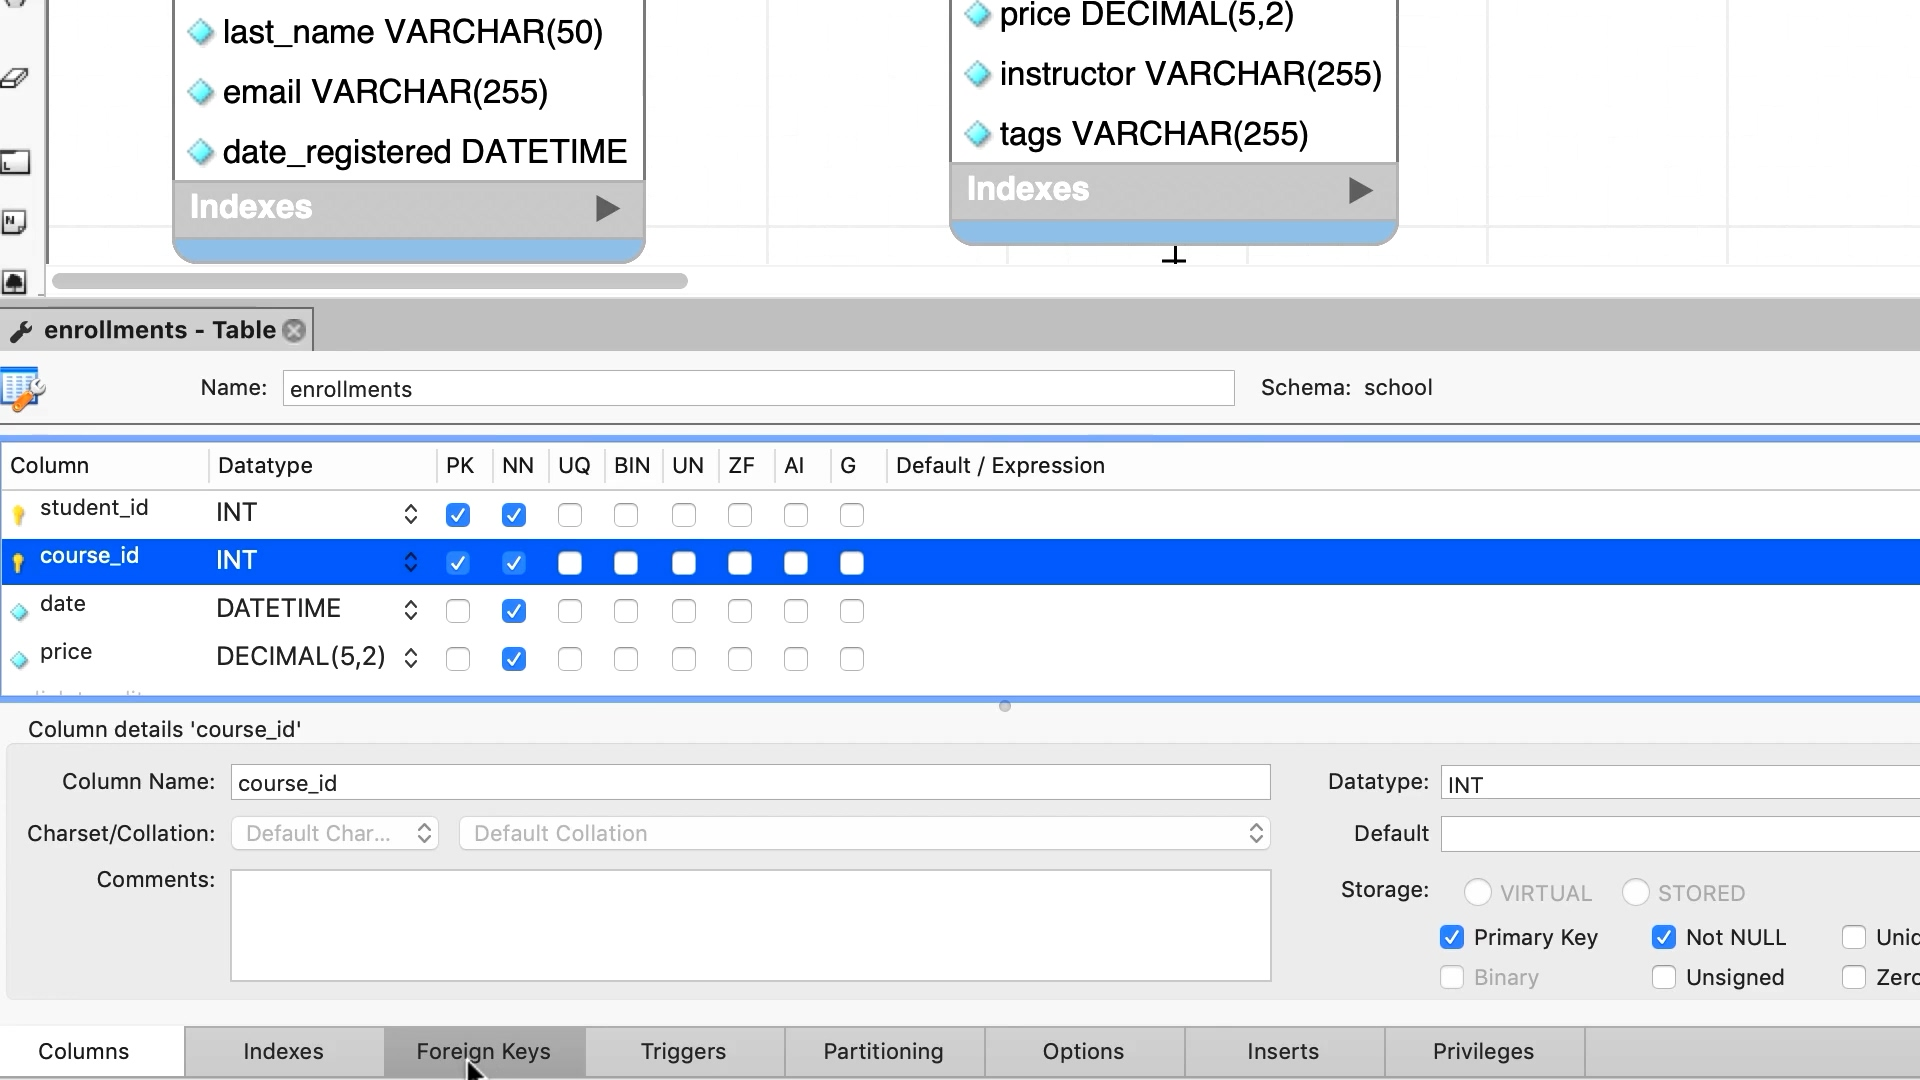 last_name VARCHAR(50)
email VARCHAR(255)
date_registered DATETIME
Indexes
price DECIMAL(5,2)
instructor VARCHAR(255)
tags VARCHAR(255)
Indexes
enrollments - Table
Name: enrollments Schema: school
Column Datatype PK NN UQ BIN UN ZF AI G Default / Expression
student_id INT
course_id INT
date DATETIME
price DECIMAL(5,2)
Column details 'course_id'
Column Name: course_id Datatype: INT
Charset/Collation: Default Char... Default Collation Default
Comments: Storage: VIRTUAL STORED
Primary Key Not NULL
Binary Unsigned
Columns Indexes Foreign Keys Triggers Partitioning Options Inserts Privileges